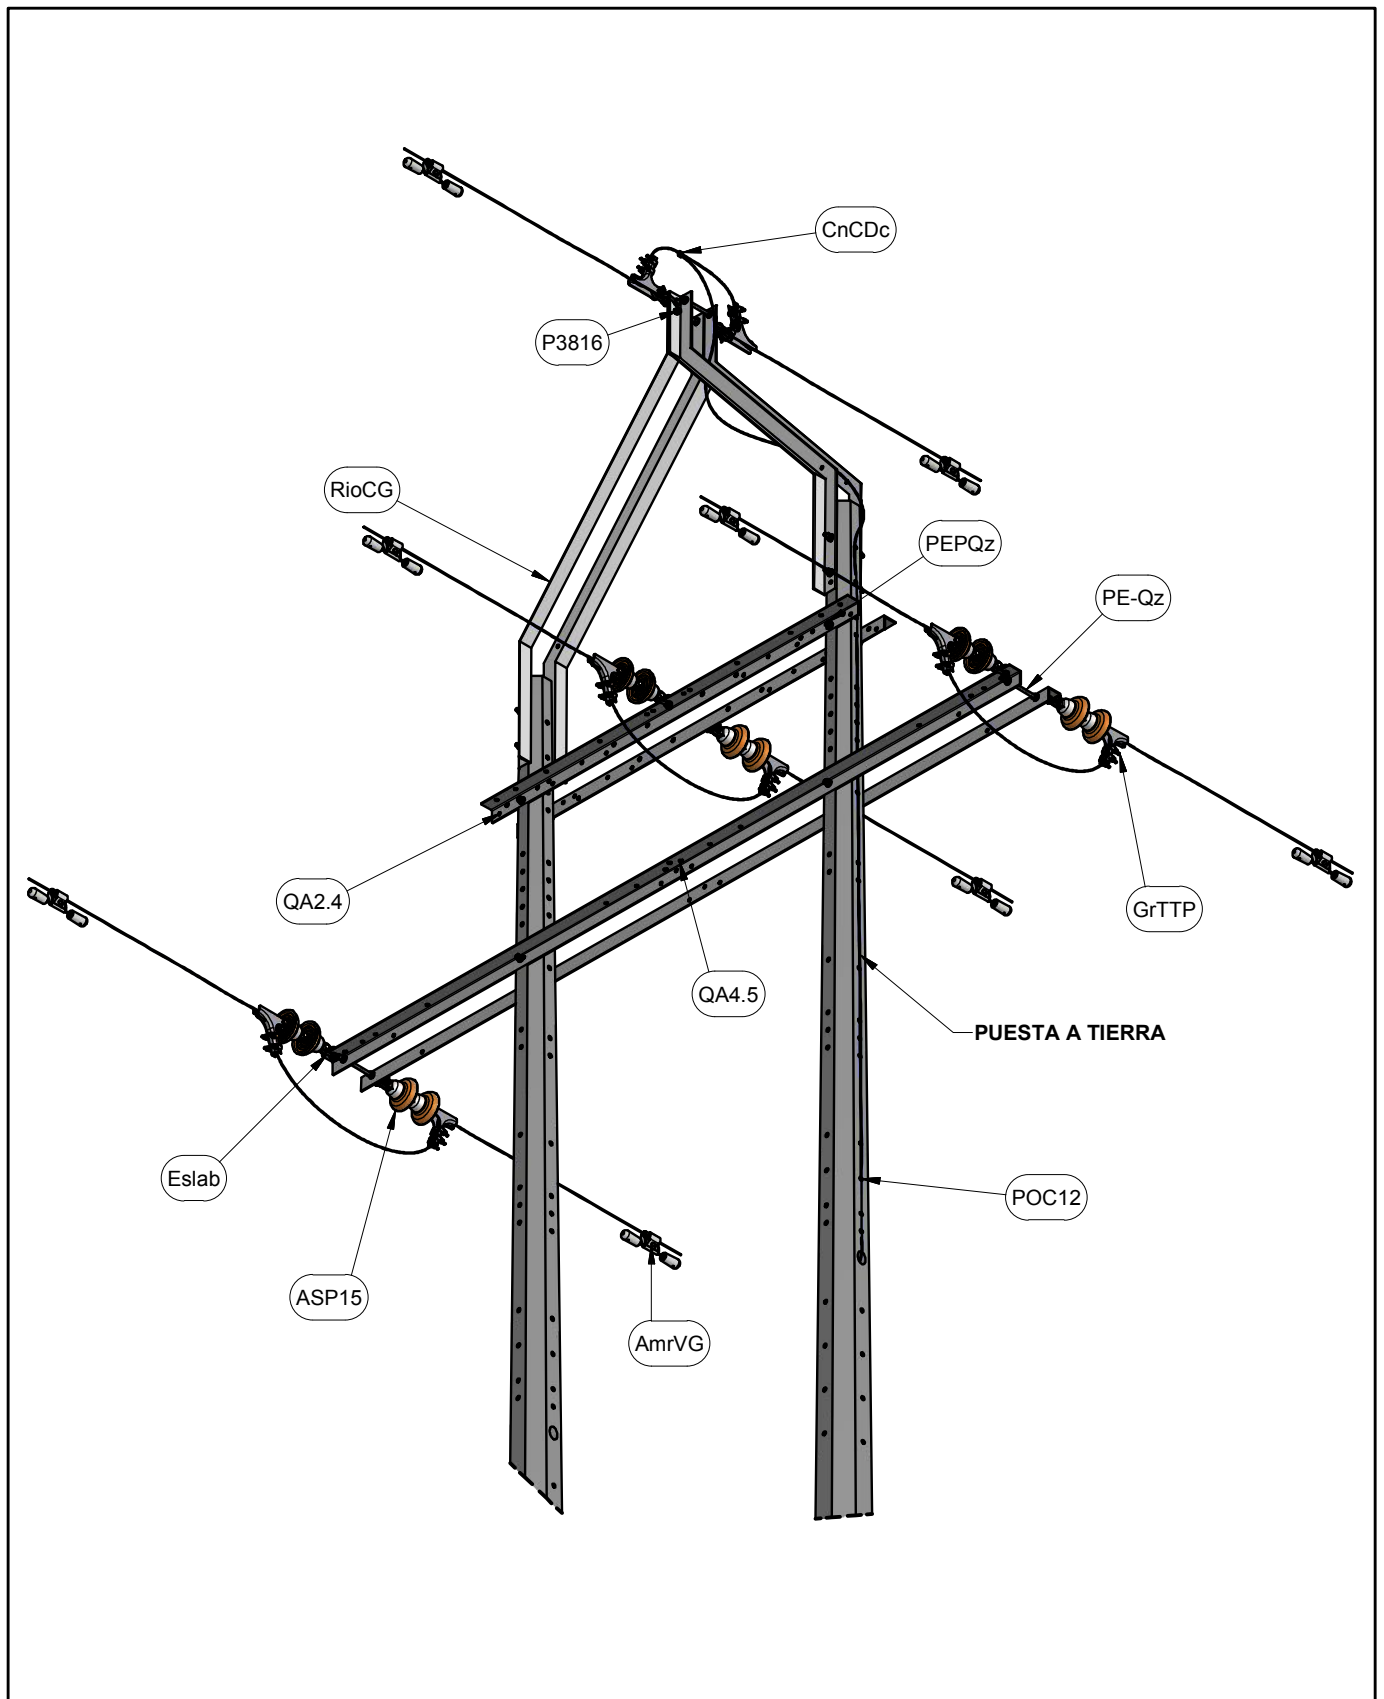 CnCDc
P3816
RioCG
PEPQz
PE-Qz
QA2.4
GrTTP
QA4.5
PUESTA A TIERRA
Eslab
POC12
ASP15
AmrVG